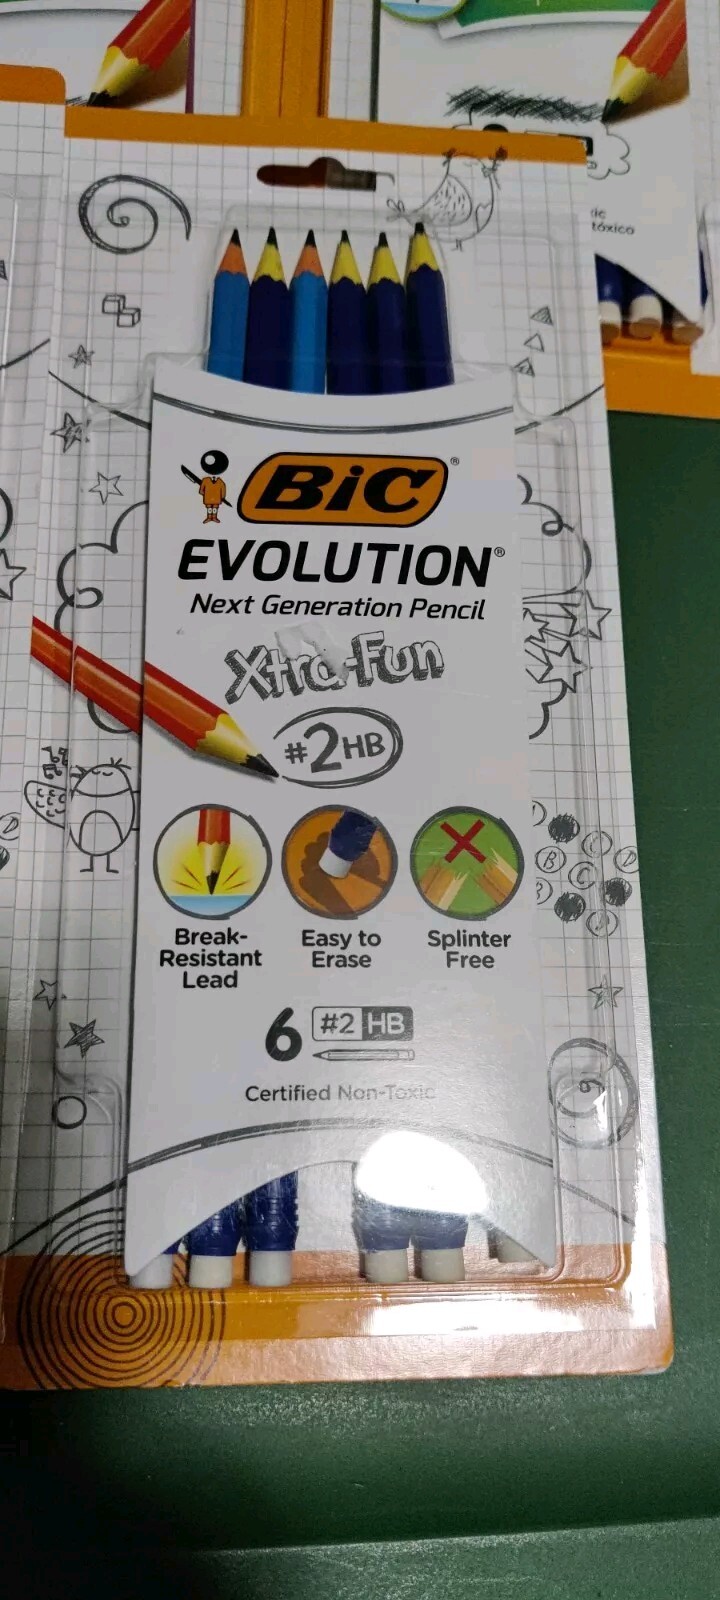 BiC®
EVOLUTION®
Next Generation Pencil
Xtra-Fun
#2HB
Break-
Resistant
Lead
Easy to
Erase
Splinter
Free
6 #2 HB
Certified Non-Toxic
tóxico